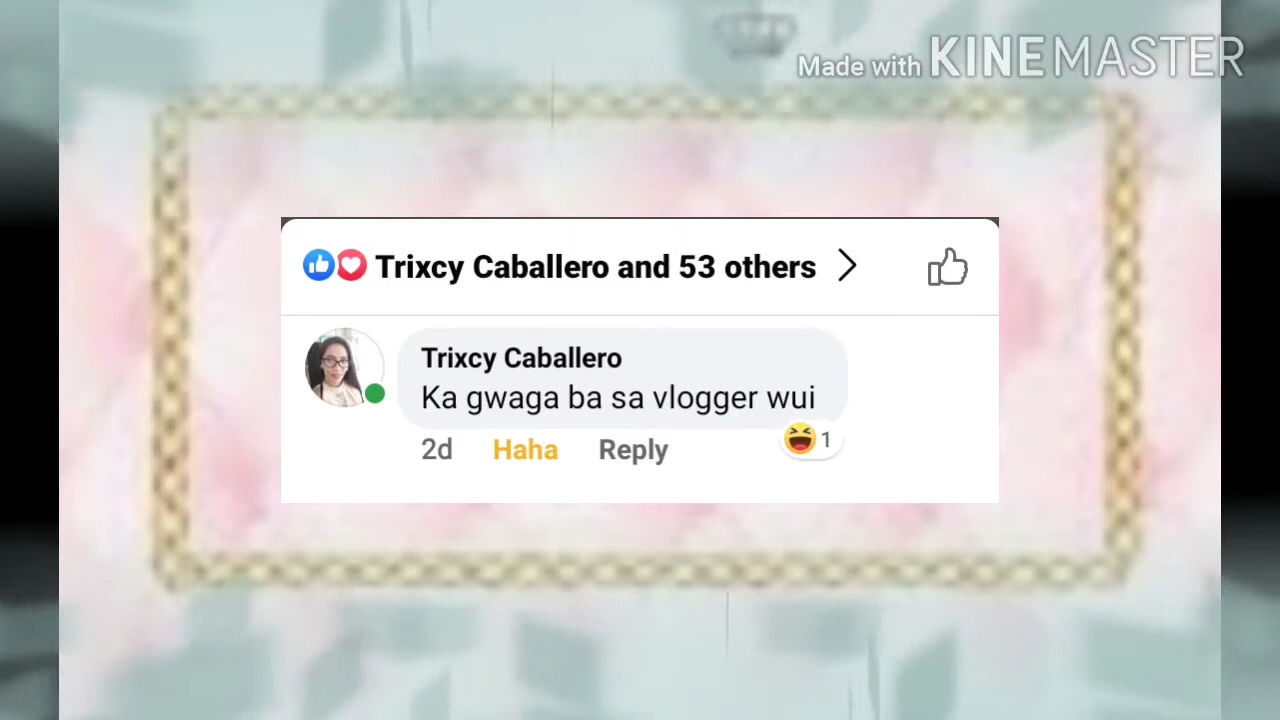 Made with KINEMASTER
Trixcy Caballero and 53 others
Trixcy Caballero
Ka gwaga ba sa vlogger wui
2d Haha Reply 1